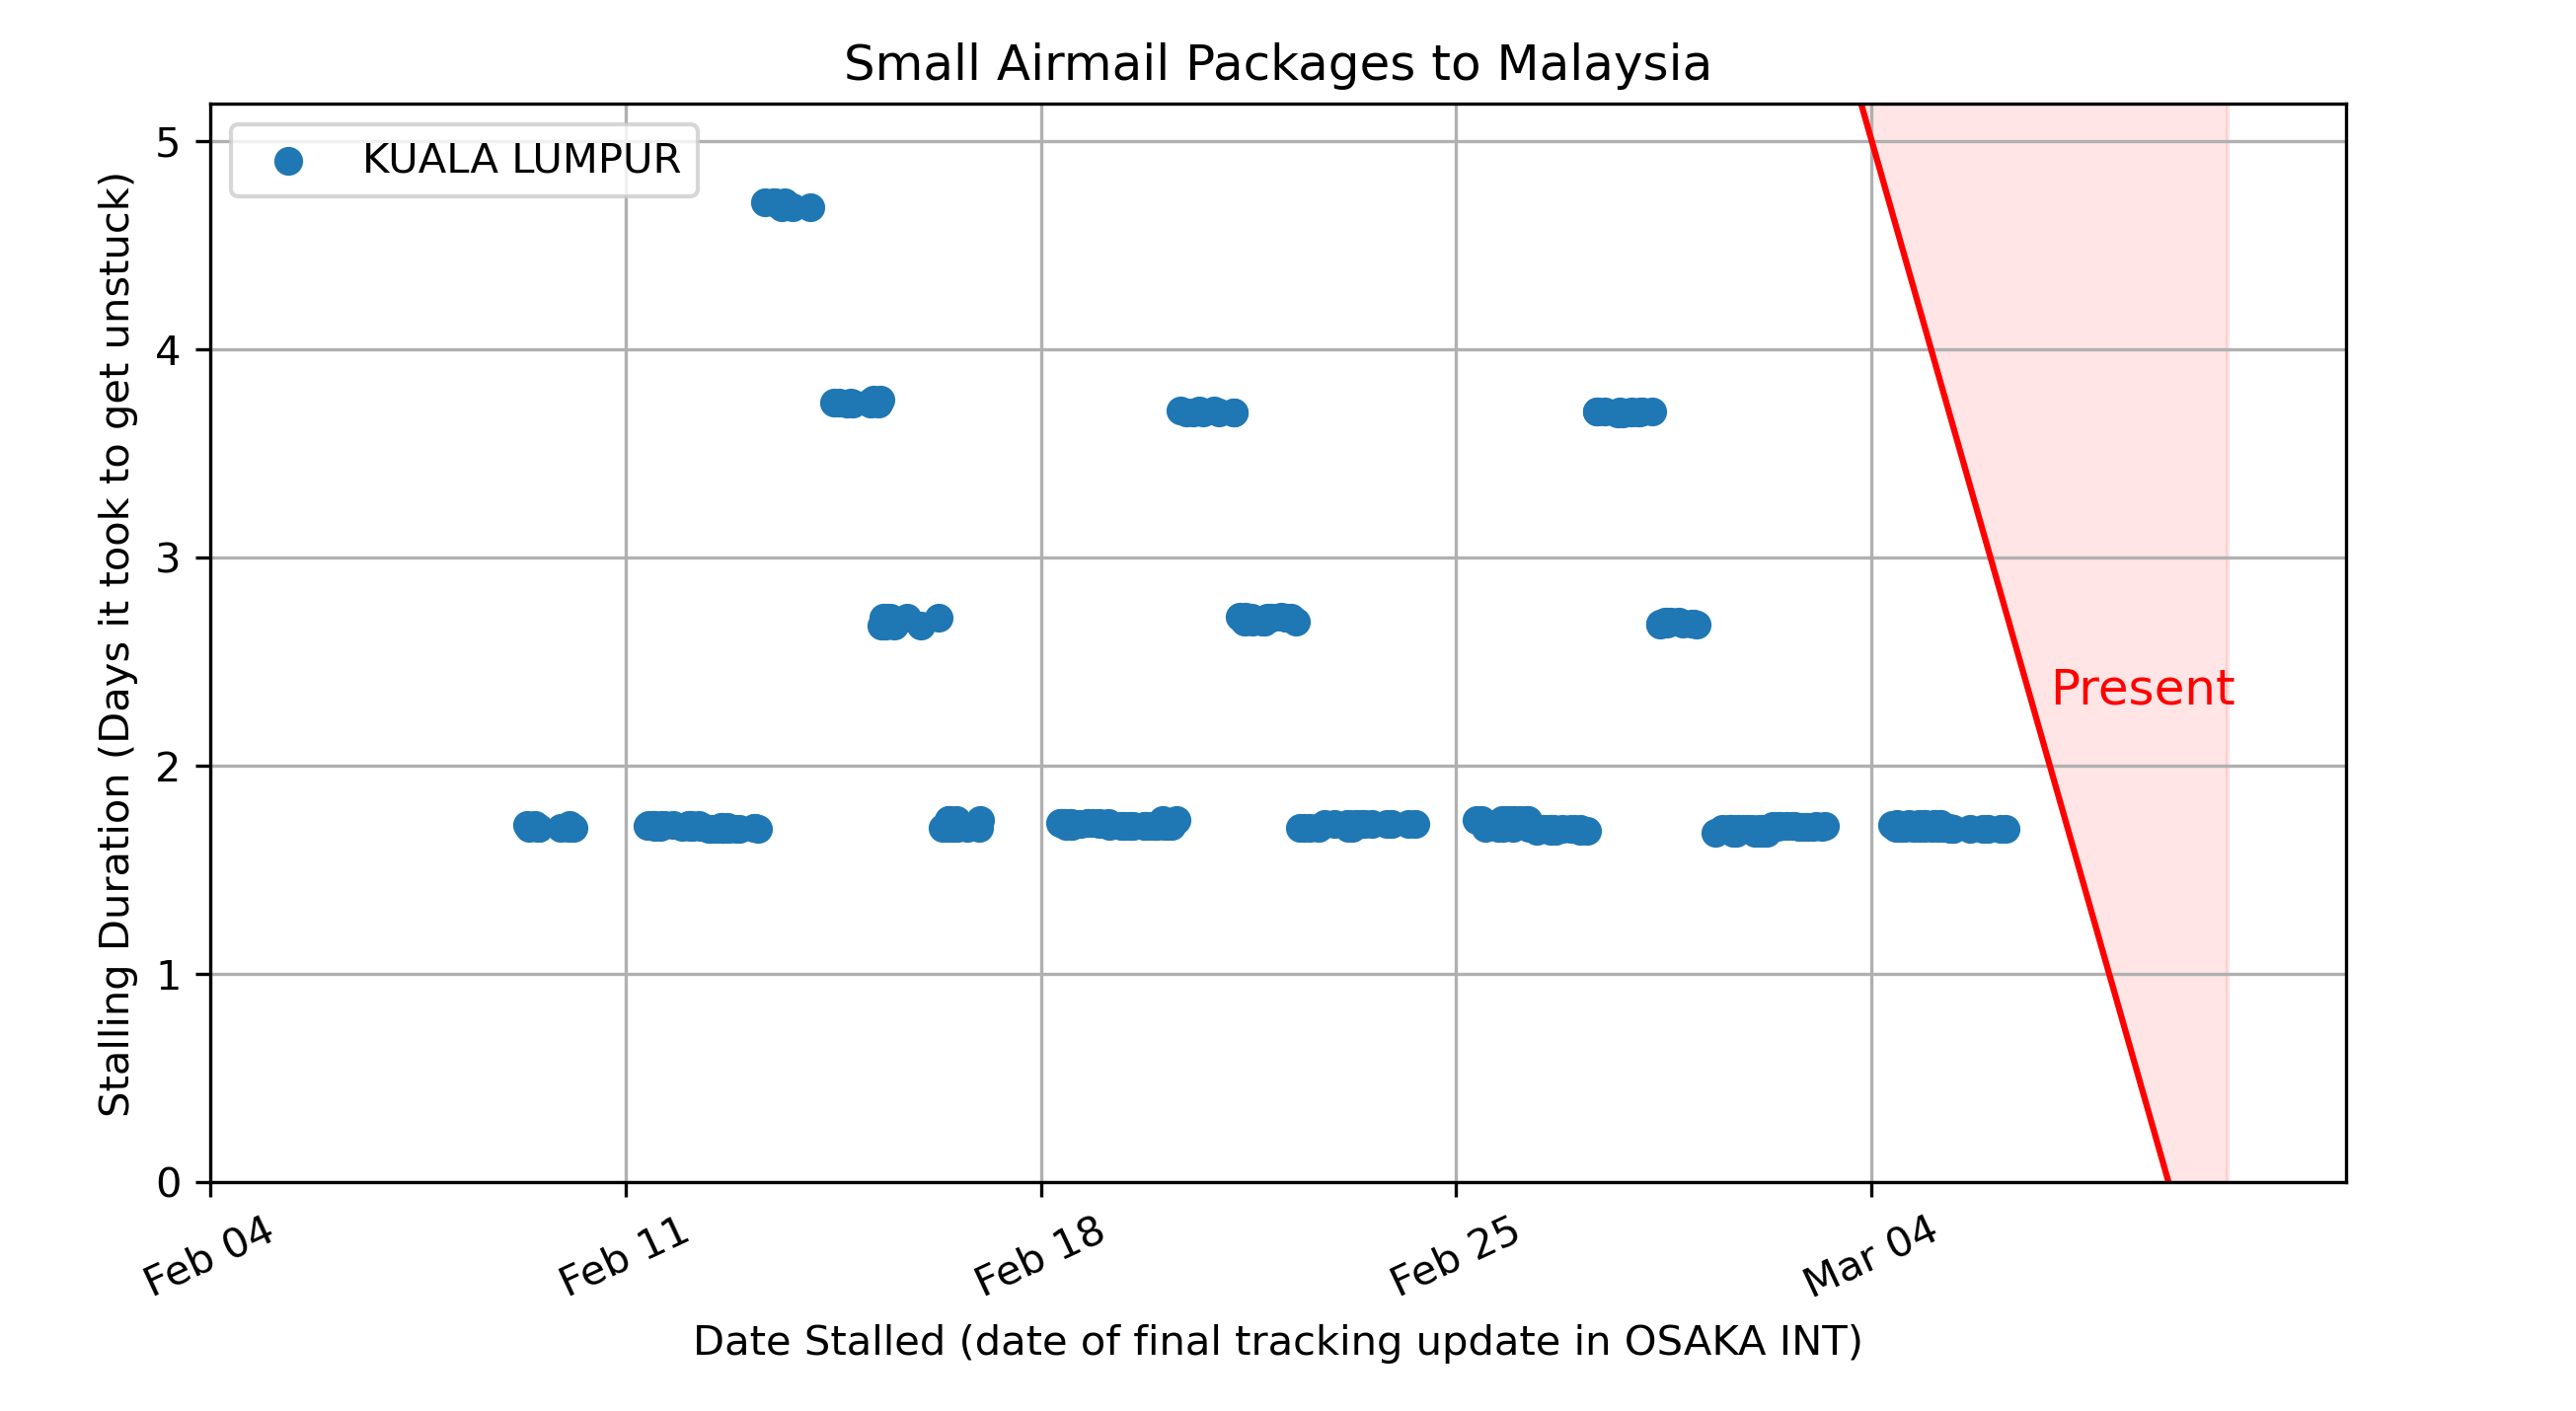 Small Airmail Packages to Malaysia
KUALA LUMPUR
Stalling Duration (Days it took to get unstuck)
5
4
3
2
1
0
Present
Feb 04
Feb 11
Feb 18
Feb 25
Mar 04
Date Stalled (date of final tracking update in OSAKA INT)